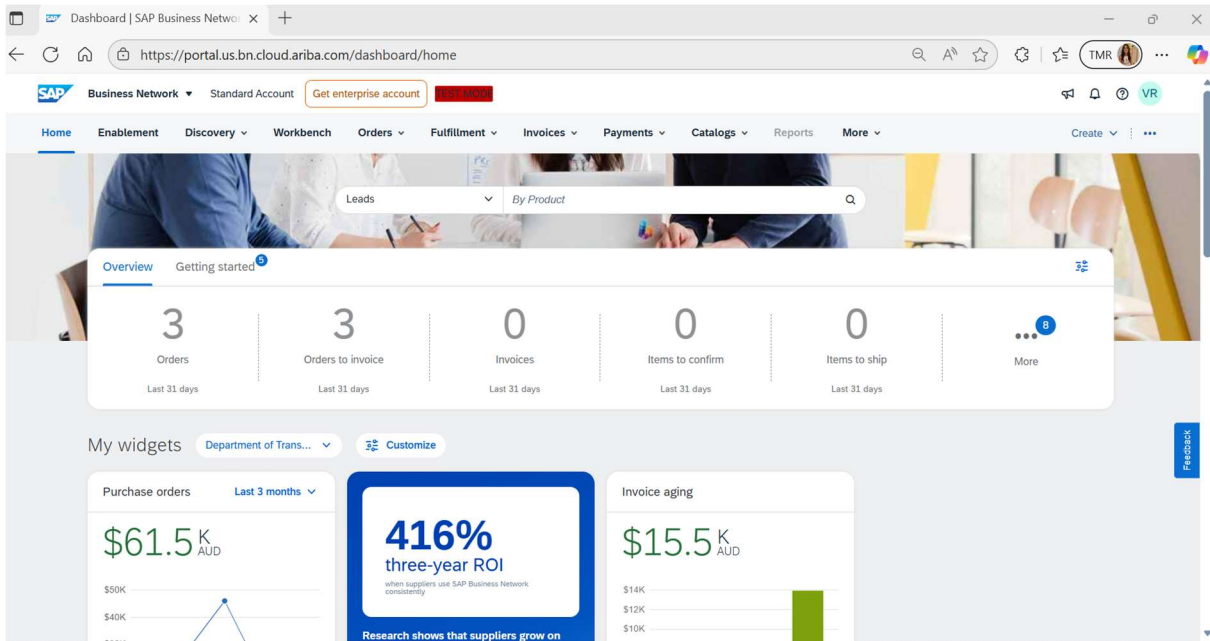 Dashboard | SAP Business Networ
https://portal.us.bn.cloud.ariba.com/dashboard/home
TMR
SAP Business Network Standard Account Get enterprise account TEST MODE
VR
Home Enablement Discovery Workbench Orders Fulfillment Invoices Payments Catalogs Reports More Create
Leads By Product
Overview Getting started 5
3 3 0 0 0 ... 8
Orders Orders to invoice Invoices Items to confirm Items to ship More
Last 31 days Last 31 days Last 31 days Last 31 days Last 31 days
My widgets Department of Trans... Customize
Feedback
Purchase orders Last 3 months
$61.5 K AUD
$50K
$40K
416%
three-year ROI
when suppliers use SAP Business Network
consistently
Research shows that suppliers grow on
Invoice aging
$15.5 K AUD
$14K
$12K
$10K